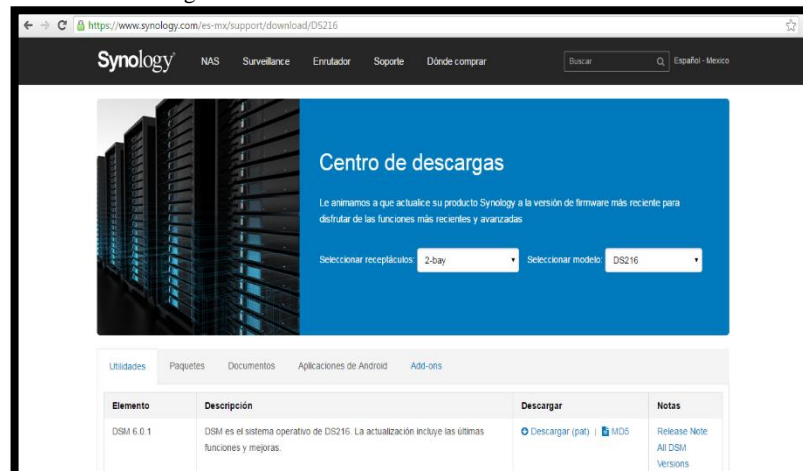 https://www.synology.com/es-mx/support/download/DS216
Synology NAS Surveillance Enrutador Soporte Dónde comprar Buscar Español - Mexico
Centro de descargas
Le animamos a que actualice su producto Synology a la versión de firmware más reciente para
disfrutar de las funciones más recientes y avanzadas
Seleccionar receptáculos: 2-bay Seleccionar modelo: DS216
Utilidades Paquetes Documentos Aplicaciones de Android Add-ons
Elemento Descripción Descargar Notas
DSM 6.0.1 DSM es el sistema operativo de DS216. La actualización incluye las últimas Descargar (pat) | MD5 Release Note
funciones y mejoras. All DSM
Versions